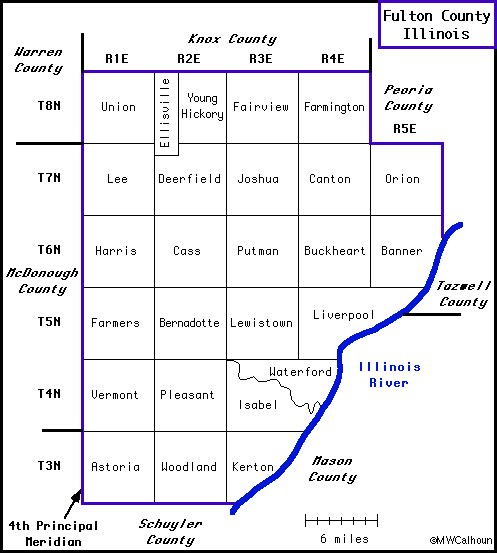 Fulton County
Illinois
Knox County
Warren
County
R1E
R2E
R3E
R4E
Peoria
County
R5E
T8N
Union
Ellisville
Young
Hickory
Fairview
Farmington
T7N
Lee
Deerfield
Joshua
Canton
Orion
T6N
Harris
Cass
Putman
Buckheart
Banner
McDonough
County
Tazwell
County
T5N
Farmers
Bernadotte
Lewistown
Liverpool
Illinois
River
T4N
Vermont
Pleasant
Waterford
Isabel
T3N
Astoria
Woodland
Kerton
Mason
County
4th Principal
Meridian
Schuyler
County
6 miles
©MWCalhoun